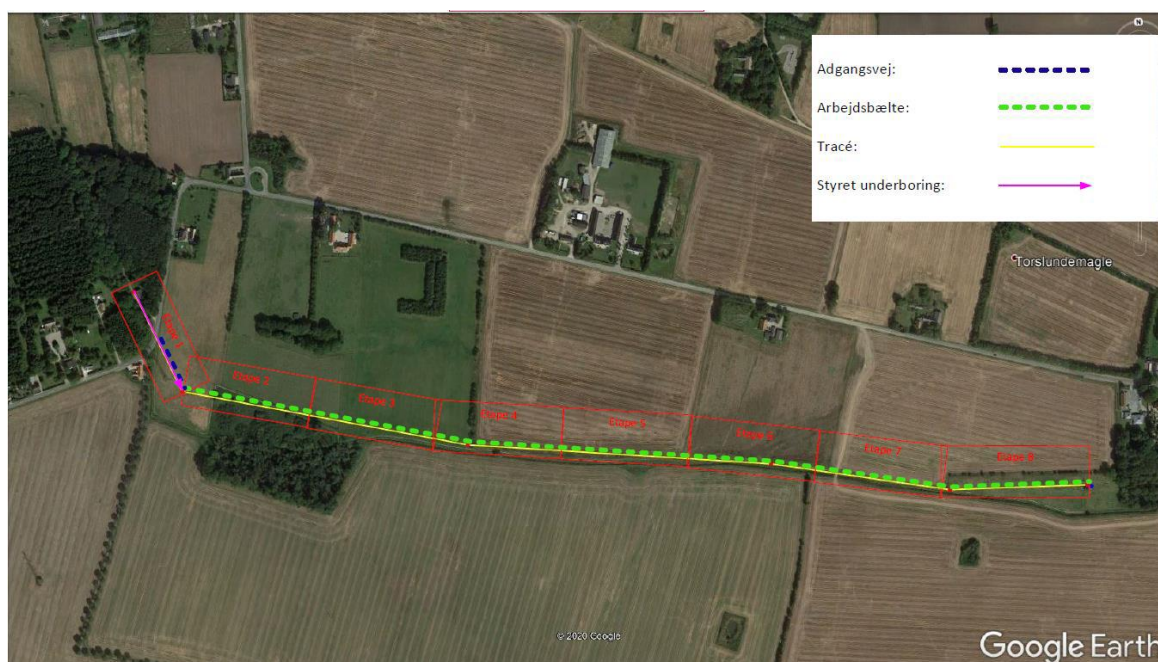 N
Adgangsvej:
Arbejdsbælte:
Tracé:
Styret underboring:
Torslundemagle
Etape 1
Etape 2
Etape 3
Etape 4
Etape 5
Etape 6
Etape 7
Etape 8
© 2020 Google
Google Earth